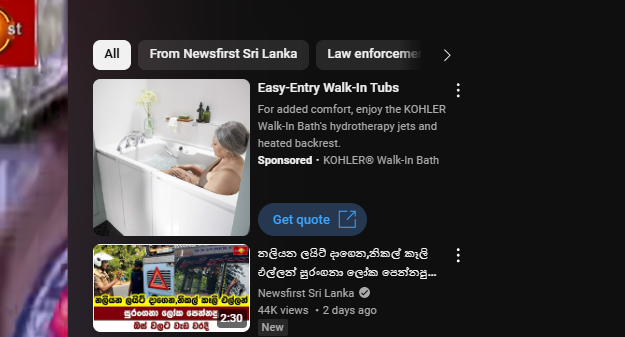 st
All
From Newsfirst Sri Lanka
Law enforceme
Easy-Entry Walk-In Tubs
For added comfort, enjoy the KOHLER
Walk-In Bath's hydrotherapy jets and
heated backrest.
Sponsored • KOHLER® Walk-In Bath
Get quote
නලියන ලයිට් දාගෙන,නිකල් කෑලි
එල්ලන් සුරංගනා ලෝක පෙන්නපු...
Newsfirst Sri Lanka
44K views • 2 days ago
New
නලියන ලයිට් දාගෙන,නිකල් කෑලි එල්ලන්
සුරංගනා ලෝක පෙන්නපු
බස් වලට වැඩ වරදී
2:30